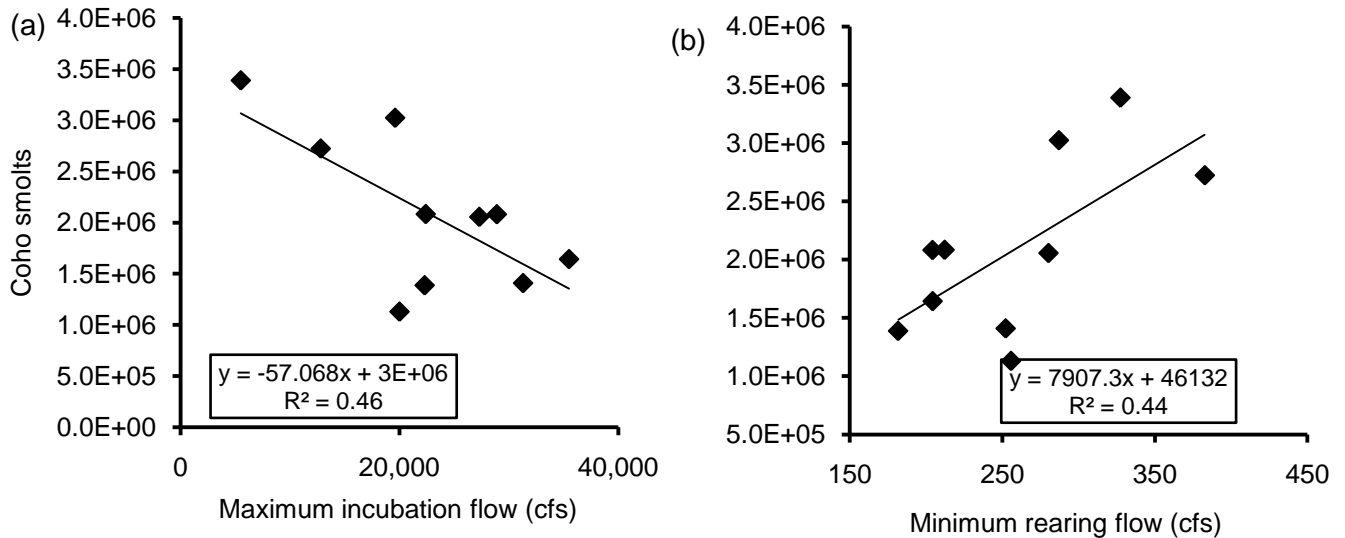 (a)
Coho smolts
4.0E+06
3.5E+06
3.0E+06
2.5E+06
2.0E+06
1.5E+06
1.0E+06
5.0E+05
0.0E+00
y = -57.068x + 3E+06
R² = 0.46
0 20,000 40,000
Maximum incubation flow (cfs)
(b)
4.0E+06
3.5E+06
3.0E+06
2.5E+06
2.0E+06
1.5E+06
1.0E+06
5.0E+05
y = 7907.3x + 46132
R² = 0.44
150 250 350 450
Minimum rearing flow (cfs)